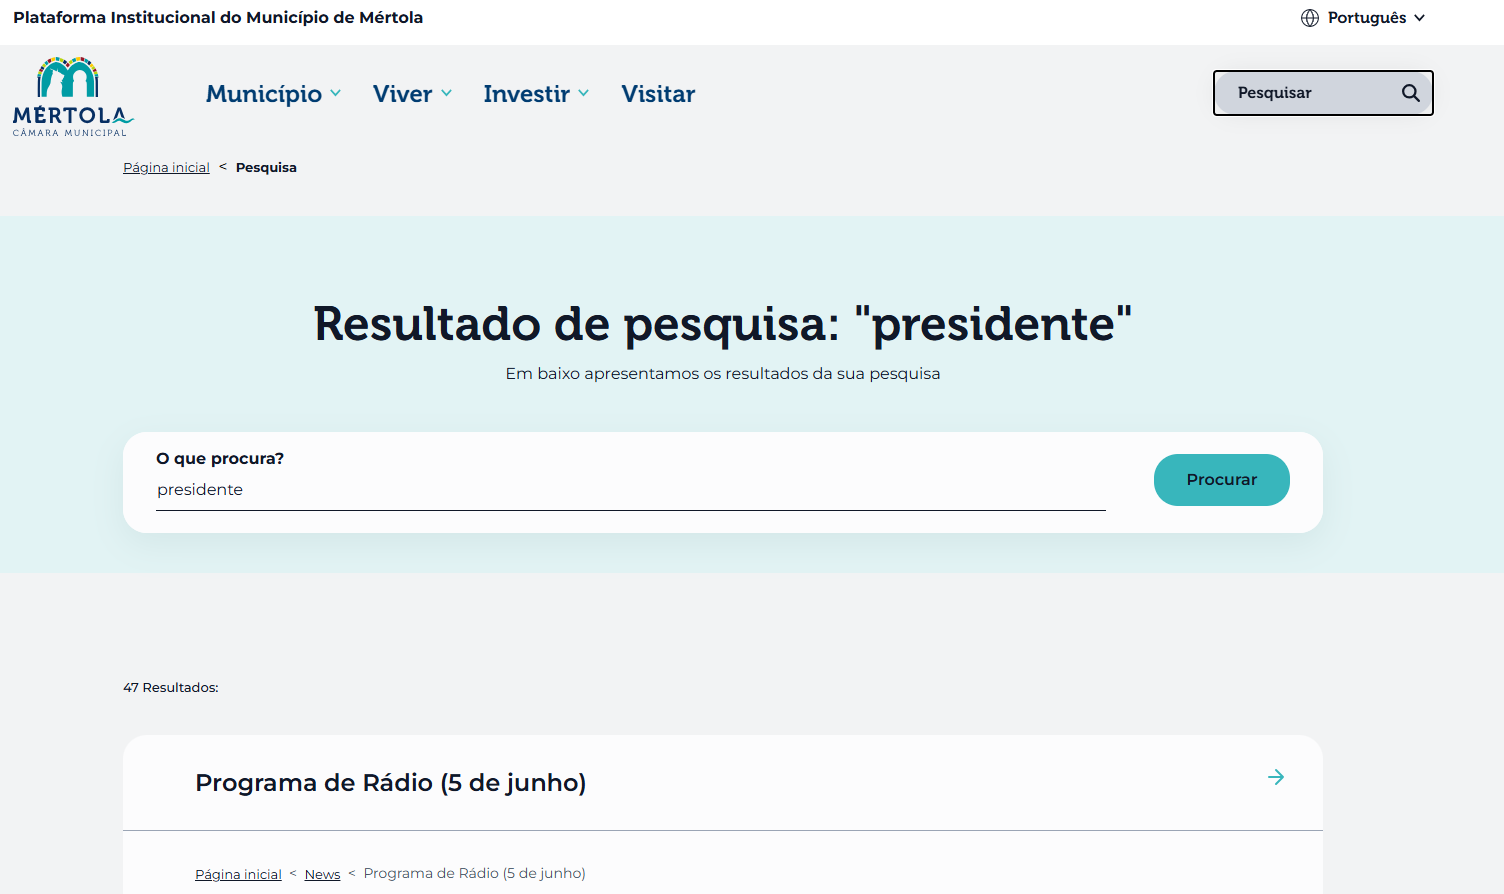 Plataforma Institucional do Município de Mértola
Português
MÉRTOLA
CÂMARA MUNICIPAL
Município
Viver
Investir
Visitar
Pesquisar
Página inicial < Pesquisa
Resultado de pesquisa: "presidente"
Em baixo apresentamos os resultados da sua pesquisa
O que procura?
presidente
Procurar
47 Resultados:
Programa de Rádio (5 de junho)
Página inicial < News < Programa de Rádio (5 de junho)